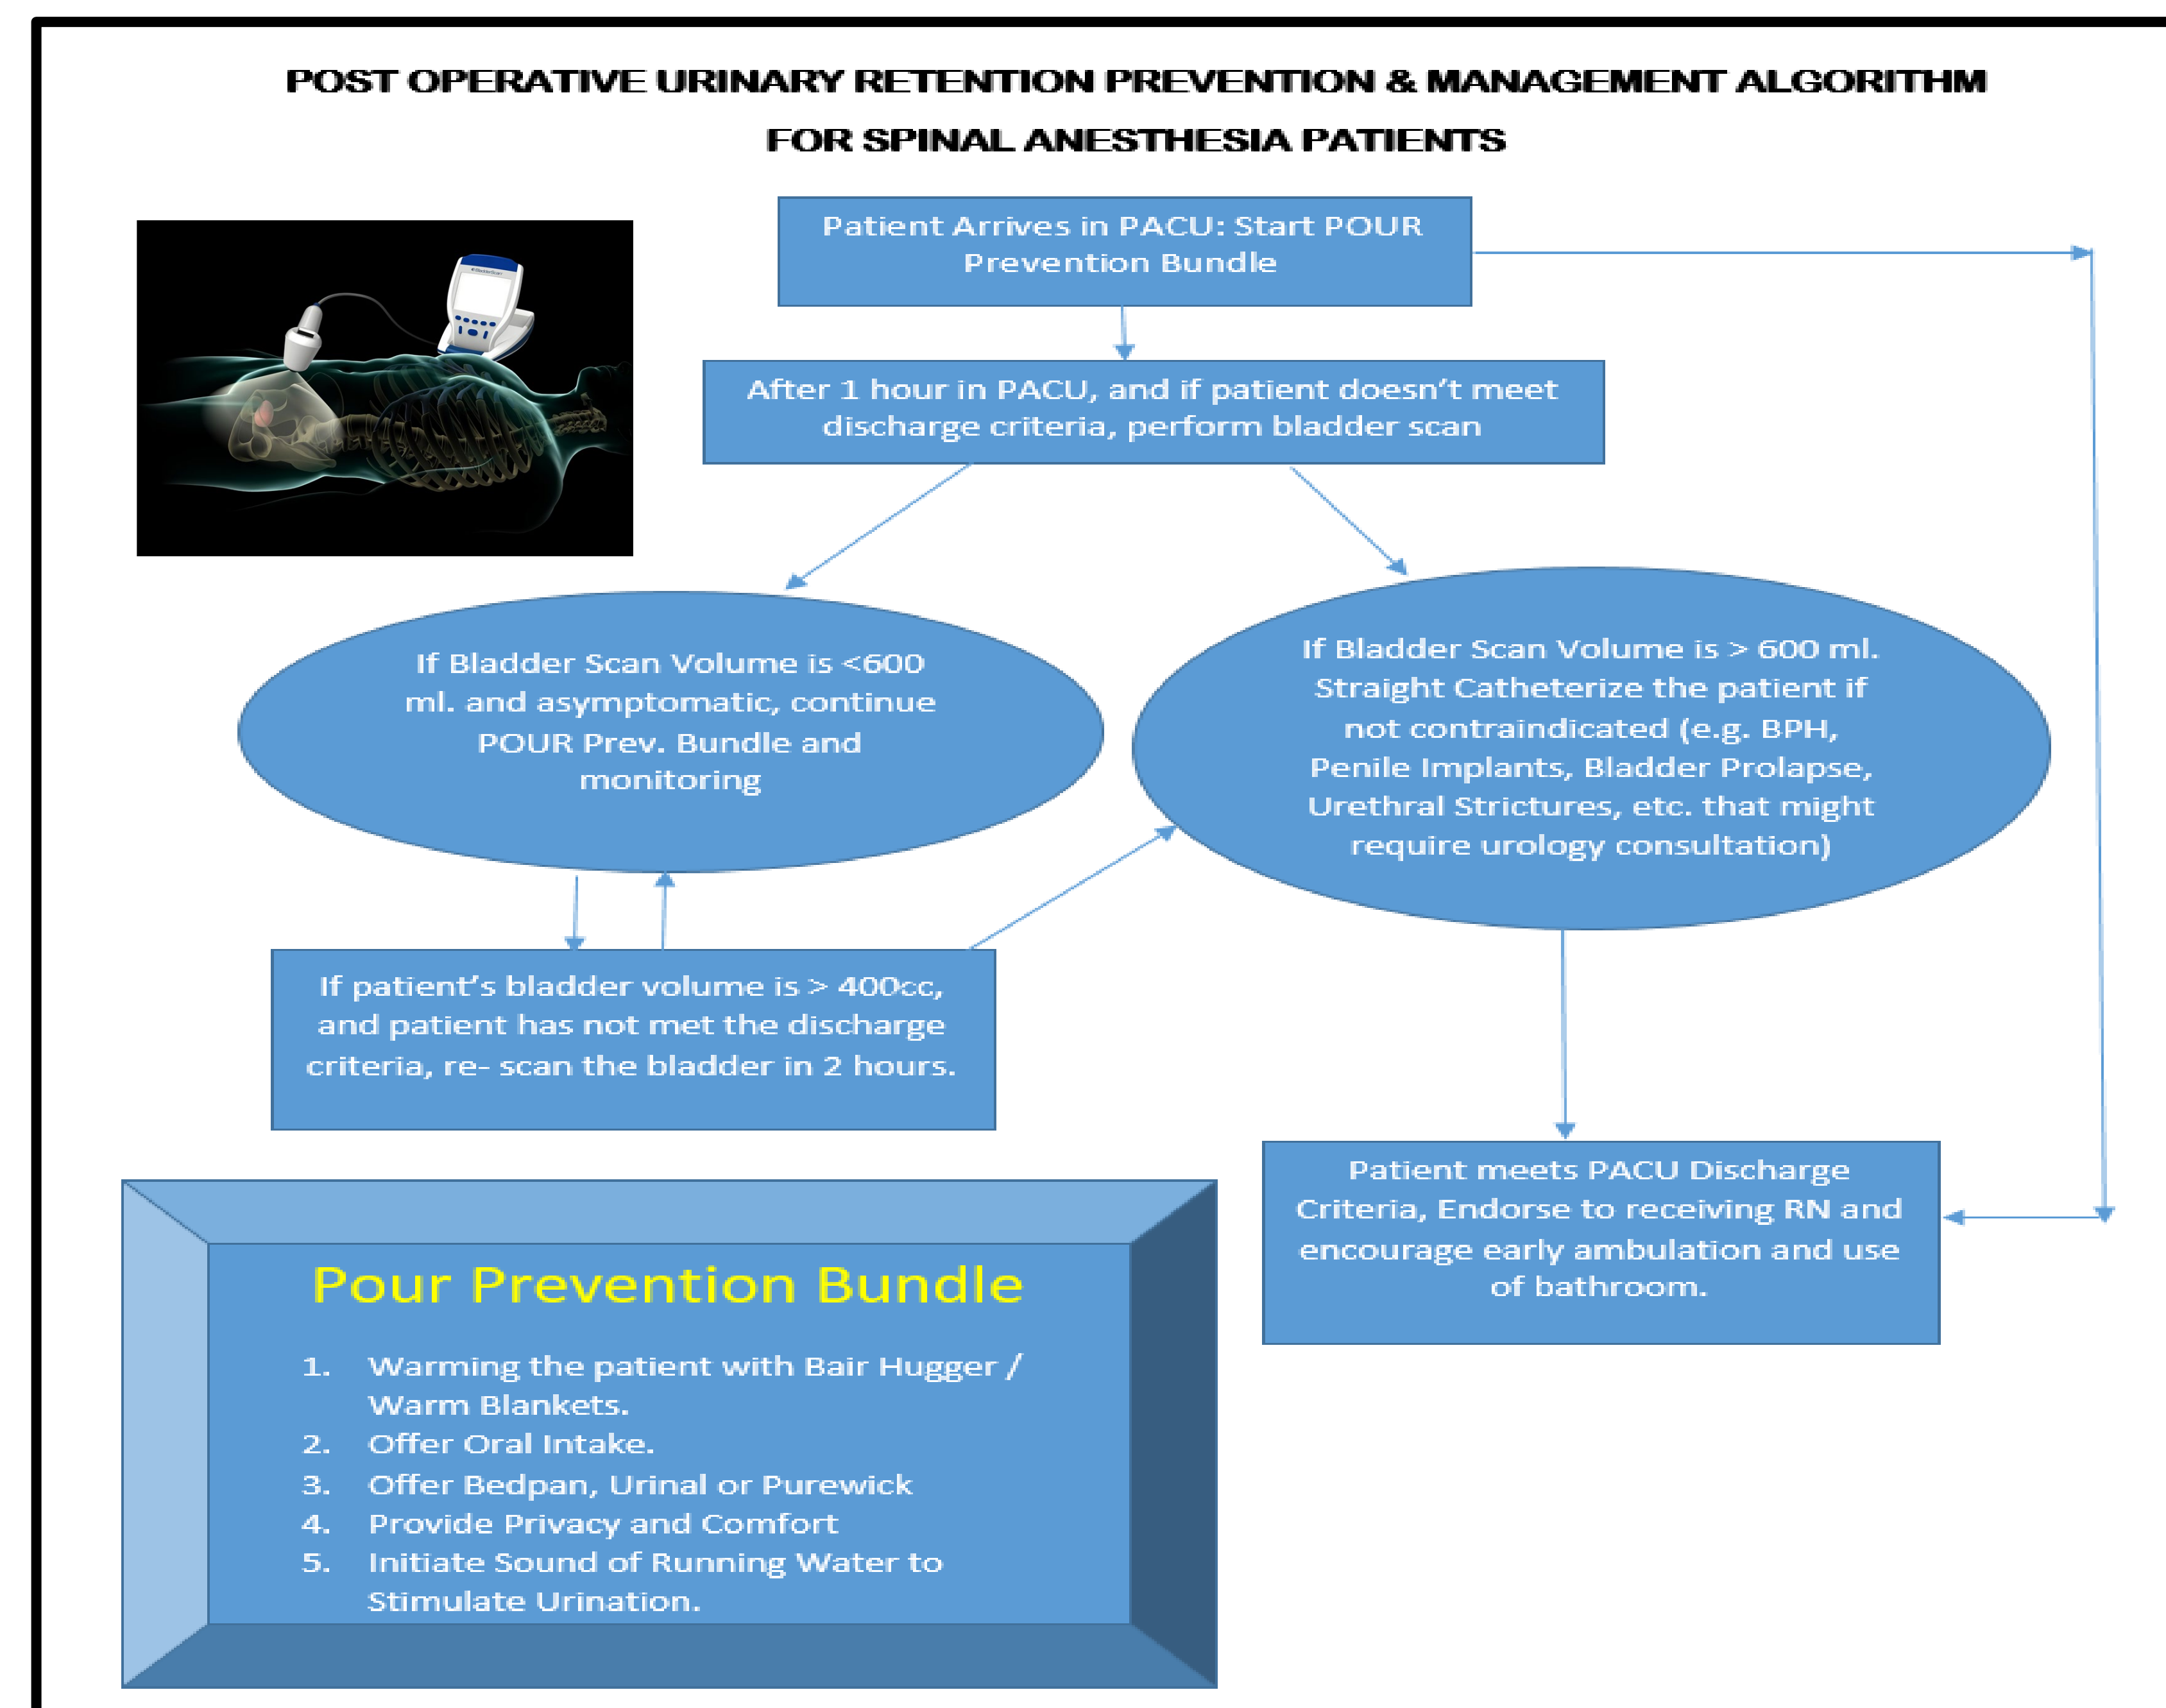 POST OPERATIVE URINARY RETENTION PREVENTION & MANAGEMENT ALGORITHM
FOR SPINAL ANESTHESIA PATIENTS
Patient Arrives in PACU: Start POUR
Prevention Bundle
After 1 hour in PACU, and if patient doesn't meet
discharge criteria, perform bladder scan
If Bladder Scan Volume is <600
ml. and asymptomatic, continue
POUR Prev. Bundle and
monitoring
If Bladder Scan Volume is > 600 ml.
Straight Catheterize the patient if
not contraindicated (e.g. BPH,
Penile Implants, Bladder Prolapse,
Urethral Strictures, etc. that might
require urology consultation)
If patient's bladder volume is > 400cc,
and patient has not met the discharge
criteria, re- scan the bladder in 2 hours.
Patient meets PACU Discharge
Criteria, Endorse to receiving RN and
encourage early ambulation and use
of bathroom.
Pour Prevention Bundle
1. Warming the patient with Bair Hugger /
Warm Blankets.
2. Offer Oral Intake.
3. Offer Bedpan, Urinal or Purewick
4. Provide Privacy and Comfort
5. Initiate Sound of Running Water to
Stimulate Urination.